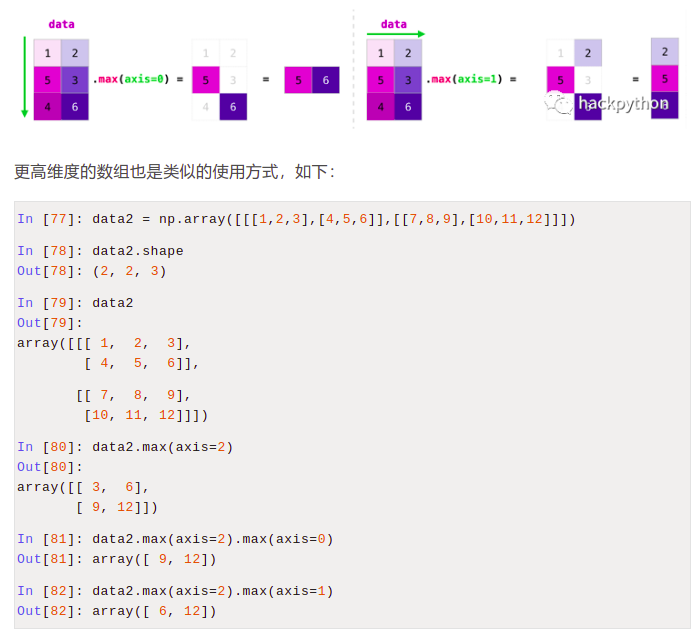 data
data
1 2
.max(axis=0) =
1 2
=
5 3
5 3
5 6
4 6
4 6
1 2
.max(axis=1) =
1 2
=
2
5 3
5 3
5
4 6
4 6
6
hackpython
更高维度的数组也是类似的使用方式，如下：
In [77]: data2 = np.array([[[1,2,3],[4,5,6]],[[7,8,9],[10,11,12]]])
In [78]: data2.shape
Out[78]: (2, 2, 3)
In [79]: data2
Out[79]:
array([[[ 1,  2,  3],
        [ 4,  5,  6]],
       [[ 7,  8,  9],
        [10, 11, 12]]])
In [80]: data2.max(axis=2)
Out[80]:
array([[ 3,  6],
       [ 9, 12]])
In [81]: data2.max(axis=2).max(axis=0)
Out[81]: array([ 9, 12])
In [82]: data2.max(axis=2).max(axis=1)
Out[82]: array([ 6, 12])